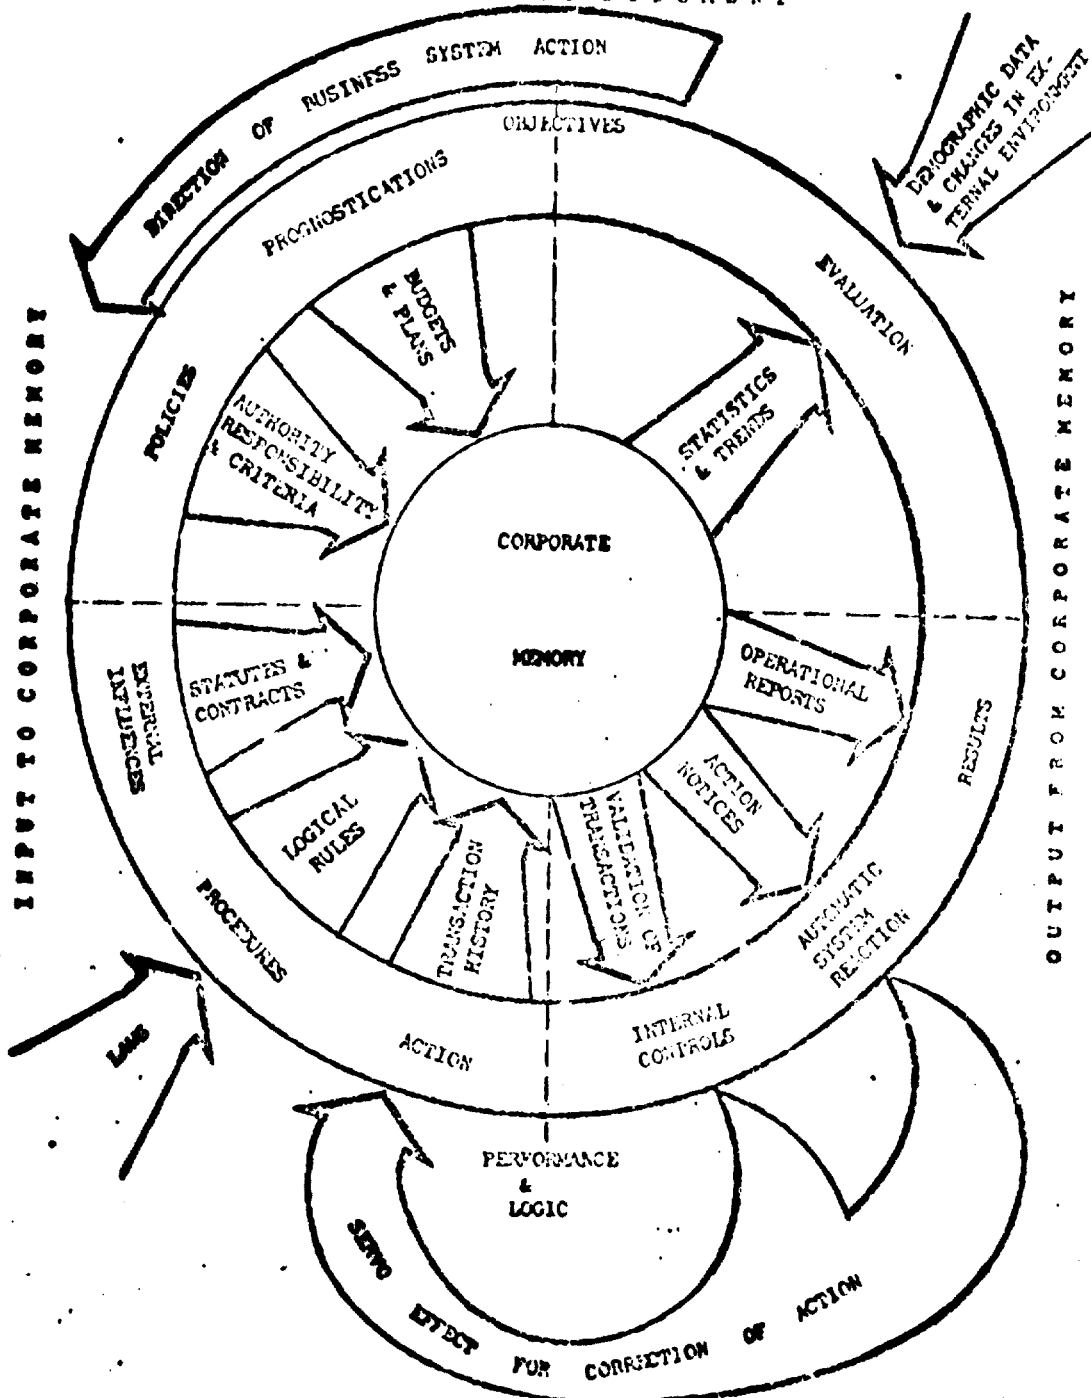 DIRECTION OF BUSINESS SYSTEM ACTION
OBJECTIVES
DEMOGRAPHIC DATA
& CHANGES IN EX-
TERNAL ENVIRONMENT
PROGNOSTICATIONS
EVALUATION
BUDGETS
& PLANS
STATISTICS
& TRENDS
POLICIES
AUTHORITY
RESPONSIBILITY
& CRITERIA
INPUT TO CORPORATE MEMORY
OUTPUT FROM CORPORATE MEMORY
CORPORATE
MEMORY
EXTERNAL
INFLUENCES
STATUTES &
CONTRACTS
OPERATIONAL
REPORTS
RESULTS
ACTION
NOTICES
LOGICAL
RULES
TRANSACTION
HISTORY
VALIDATION OF
TRANSACTIONS
PROCEDURES
AUTOMATIC
SYSTEM
REACTION
LAWS
ACTION
INTERNAL
CONTROLS
PERFORMANCE
&
LOGIC
SERVO EFFECT FOR CORRECTION OF ACTION